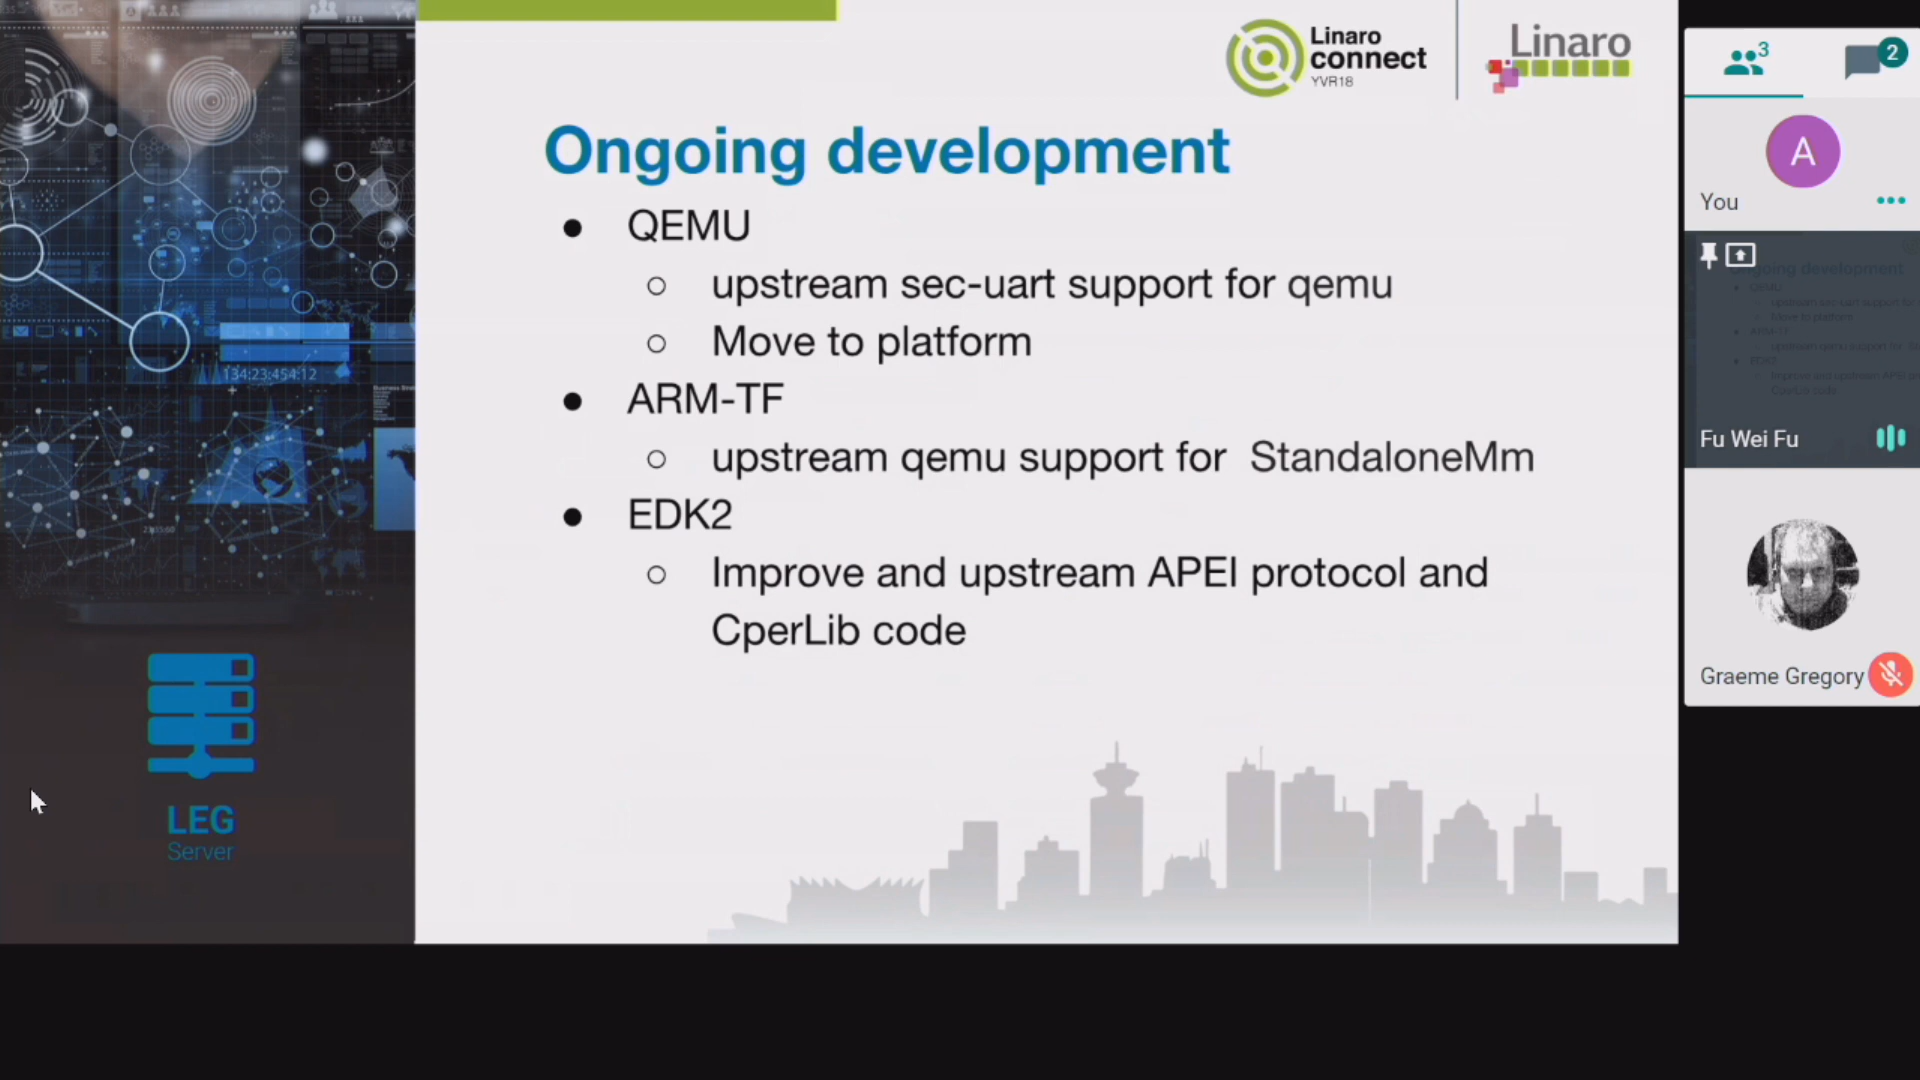 Linaro
connect
YVR18
Linaro
Ongoing development
● QEMU
○ upstream sec-uart support for qemu
○ Move to platform
● ARM-TF
○ upstream qemu support for StandaloneMm
● EDK2
○ Improve and upstream APEI protocol and
CperLib code
134:23:454:12
LEG
Server
3
2
A
You
Fu Wei Fu
Graeme Gregory